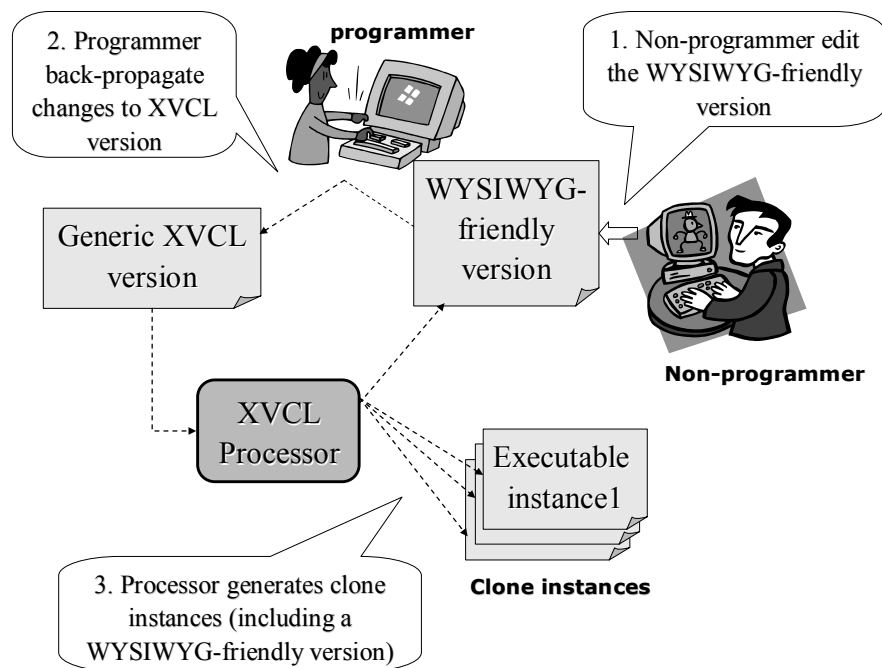 programmer
2. Programmer
back-propagate
changes to XVCL
version
1. Non-programmer edit
the WYSIWYG-friendly
version
WYSIWYG-
friendly
version
Generic XVCL
version
Non-programmer
XVCL
Processor
Executable
instance1
Clone instances
3. Processor generates clone
instances (including a
WYSIWYG-friendly version)